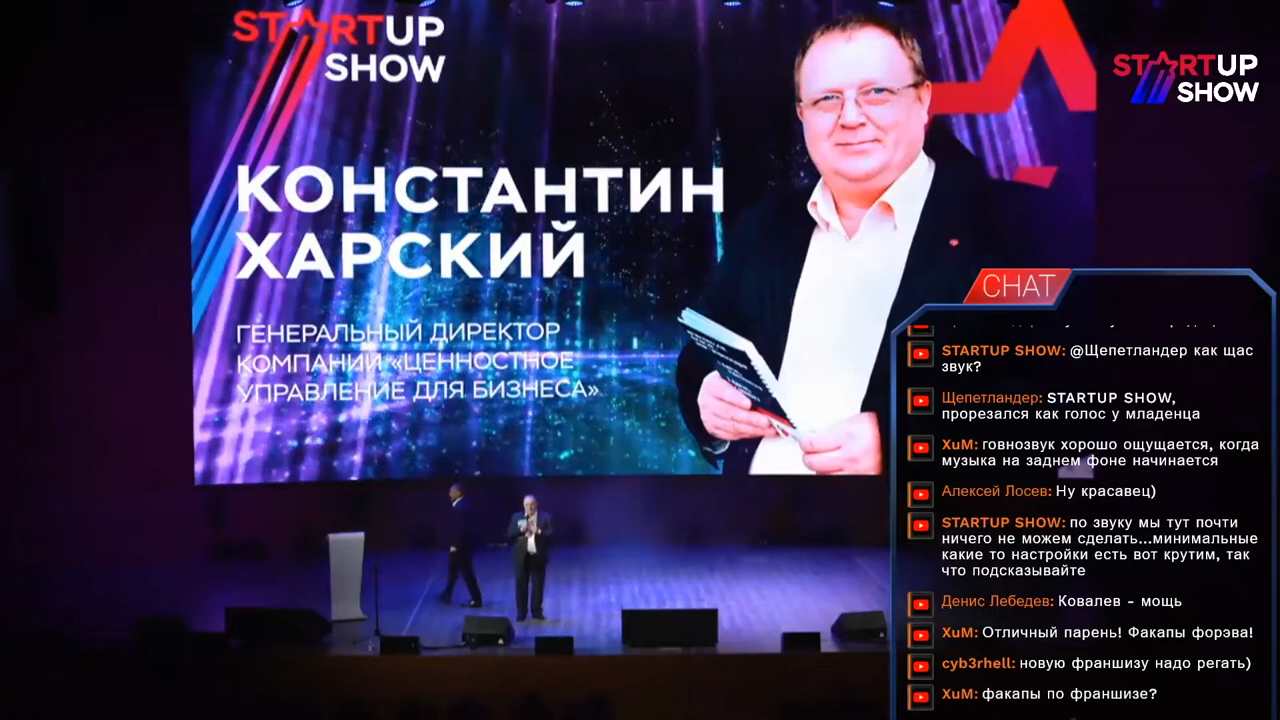 STARTUP
SHOW
КОНСТАНТИН
ХАРСКИЙ
ГЕНЕРАЛЬНЫЙ ДИРЕКТОР
КОМПАНИИ «ЦЕННОСТНОЕ
УПРАВЛЕНИЕ ДЛЯ БИЗНЕСА»
STARTUP
SHOW
CHAT
STARTUP SHOW: @Щепетландер как щас
звук?
Щепетландер: STARTUP SHOW,
прорезался как голос у младенца
XuM: говнозвук хорошо ощущается, когда
музыка на заднем фоне начинается
Алексей Лосев: Ну красавец)
STARTUP SHOW: по звуку мы тут почти
ничего не можем сделать...минимальные
какие то настройки есть вот крутим, так
что подсказывайте
Денис Лебедев: Ковалев - мощь
XuM: Отличный парень! Факапы форэва!
cyb3rhell: новую франшизу надо регать)
XuM: факапы по франшизе?